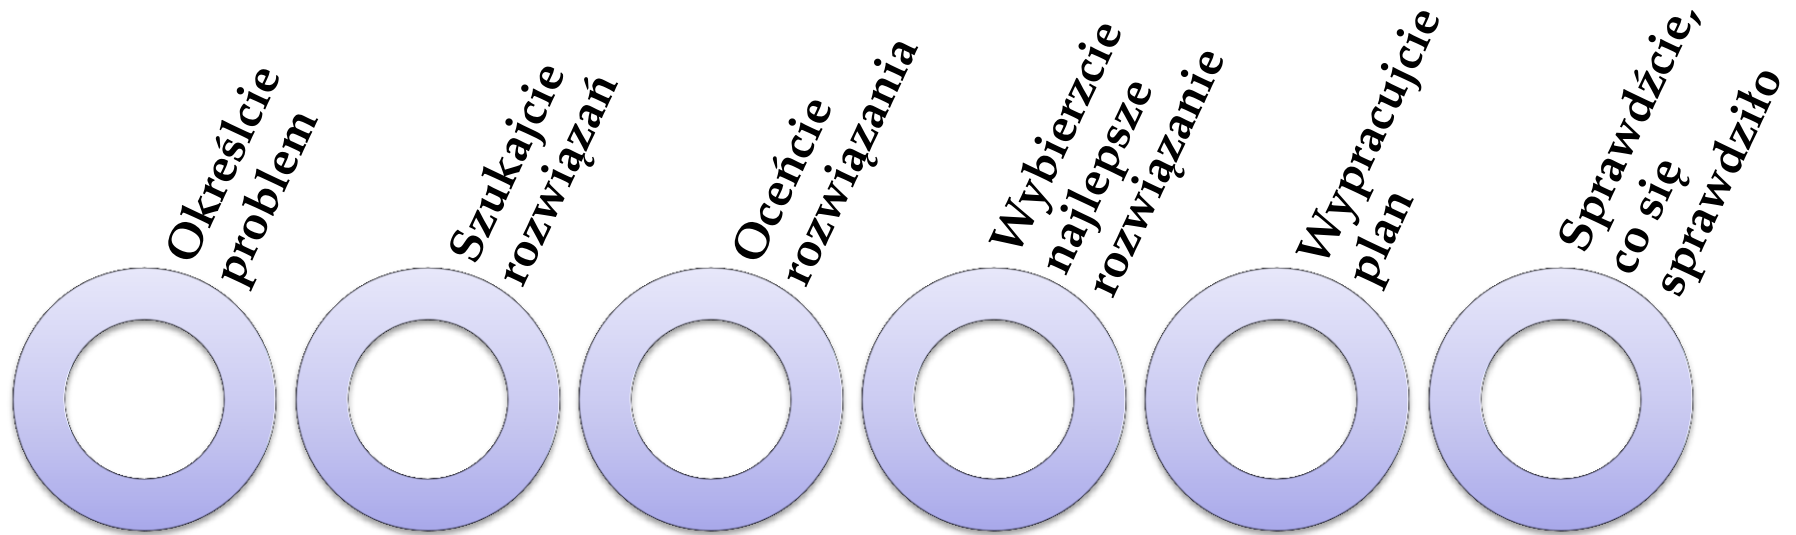 Określcie
problem
Szukajcie
rozwiązań
Oceńcie
rozwiązania
Wybierzcie
najlepsze
rozwiązanie
Wypracujcie
plan
Sprawdźcie,
co się
sprawdziło